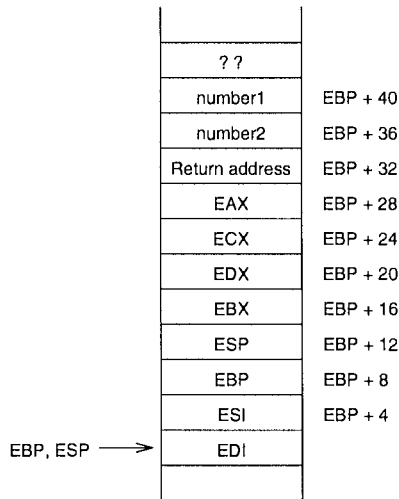 ? ?
number1 EBP + 40
number2 EBP + 36
Return address EBP + 32
EAX EBP + 28
ECX EBP + 24
EDX EBP + 20
EBX EBP + 16
ESP EBP + 12
EBP EBP + 8
ESI EBP + 4
EBP, ESP EDI